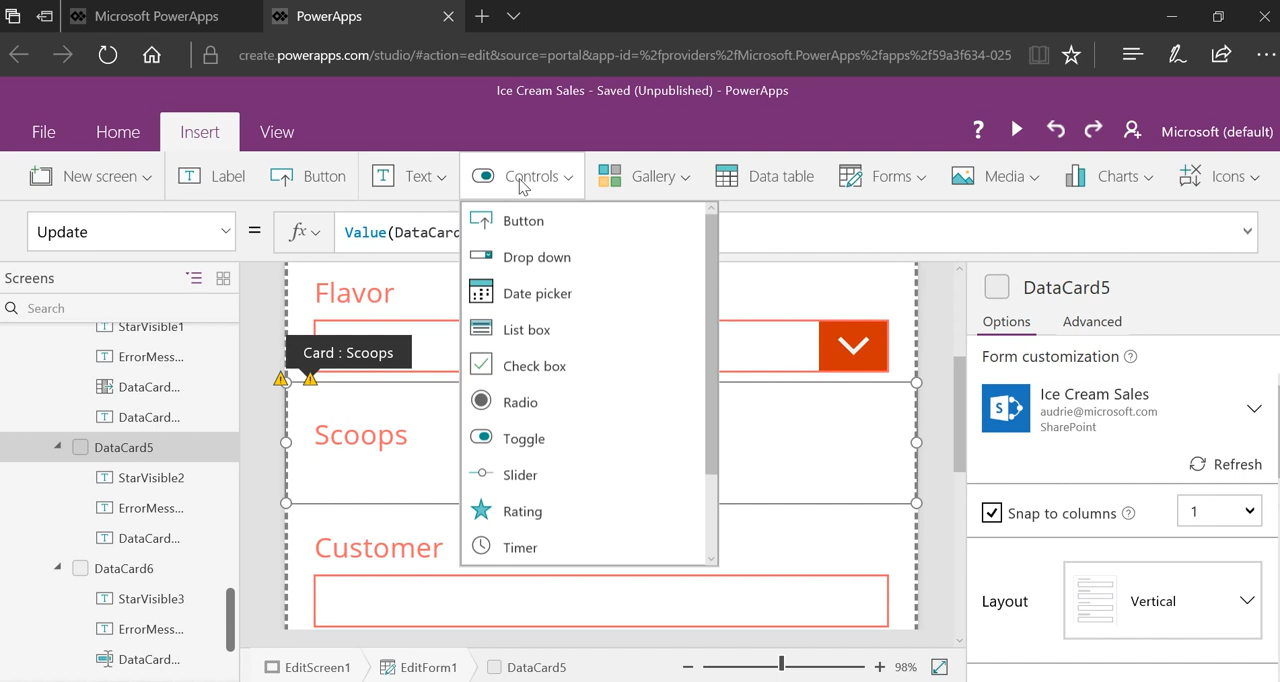 Microsoft PowerApps
PowerApps
create.powerapps.com/studio/#action=edit&source=portal&app-id=%2fproviders%2fMicrosoft.PowerApps%2fapps%2f59a3f634-025
Ice Cream Sales - Saved (Unpublished) - PowerApps
File
Home
Insert
View
?
Microsoft (default)
New screen
Label
Button
Text
Controls
Gallery
Data table
Forms
Media
Charts
Icons
Update
=
fx
Value(DataCard
Button
Drop down
Date picker
List box
Check box
Radio
Toggle
Slider
Rating
Timer
Screens
Search
StarVisible1
ErrorMess...
DataCard...
DataCard...
DataCard5
StarVisible2
ErrorMess...
DataCard...
DataCard6
StarVisible3
ErrorMess...
DataCard...
Flavor
Card : Scoops
Scoops
Customer
EditScreen1
EditForm1
DataCard5
98%
DataCard5
Options
Advanced
Form customization ?
Ice Cream Sales
audrie@microsoft.com
SharePoint
Refresh
Snap to columns ?
1
Layout
Vertical